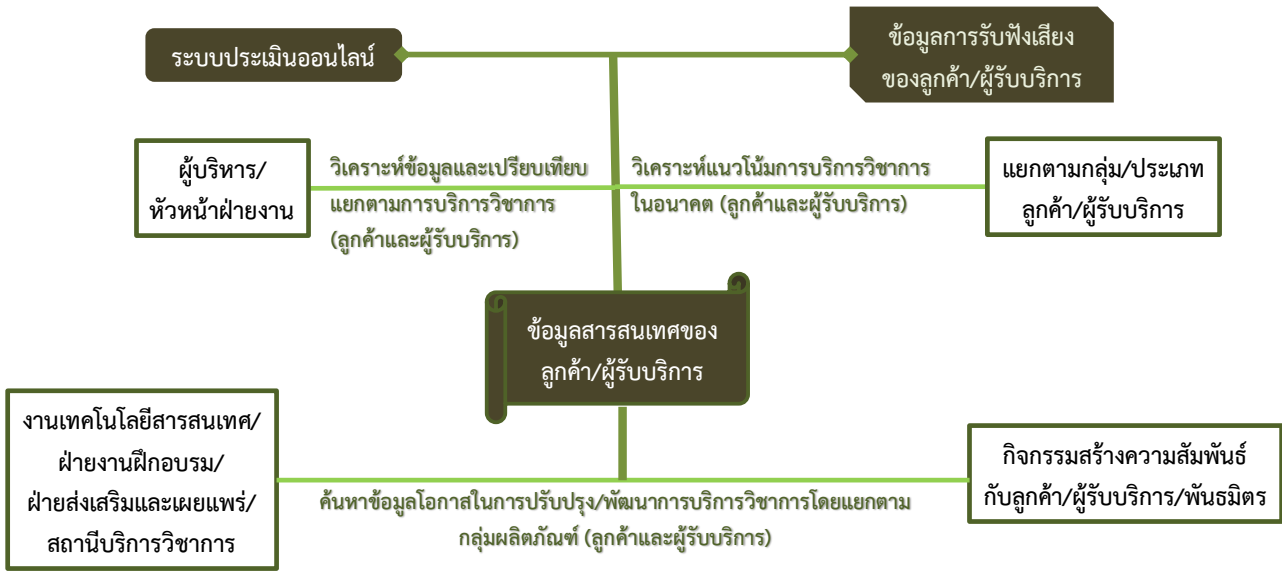 ระบบประเมินออนไลน์
ข้อมูลการรับฟังเสียง
ของลูกค้า/ผู้รับบริการ
ผู้บริหาร/
หัวหน้าฝ่ายงาน
วิเคราะห์ข้อมูลและเปรียบเทียบ
แยกตามการบริการวิชาการ
(ลูกค้าและผู้รับบริการ)
วิเคราะห์แนวโน้มการบริการวิชาการ
ในอนาคต (ลูกค้าและผู้รับบริการ)
แยกตามกลุ่ม/ประเภท
ลูกค้า/ผู้รับบริการ
ข้อมูลสารสนเทศของ
ลูกค้า/ผู้รับบริการ
งานเทคโนโลยีสารสนเทศ/
ฝ่ายงานฝึกอบรม/
ฝ่ายส่งเสริมและเผยแพร่/
สถานีบริการวิชาการ
ค้นหาข้อมูลโอกาสในการปรับปรุง/พัฒนาการบริการวิชาการโดยแยกตาม
กลุ่มผลิตภัณฑ์ (ลูกค้าและผู้รับบริการ)
กิจกรรมสร้างความสัมพันธ์
กับลูกค้า/ผู้รับบริการ/พันธมิตร